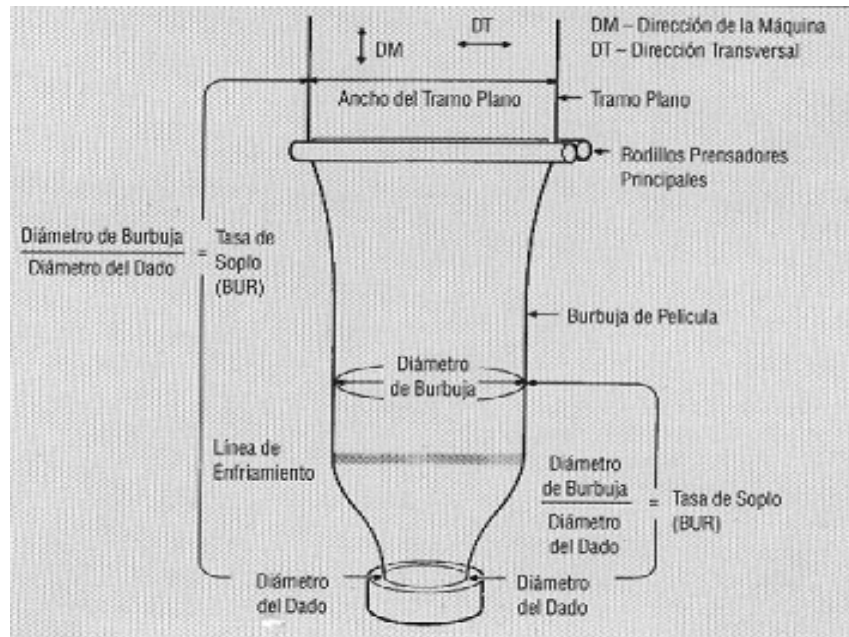 DM – Dirección de la Máquina
DT – Dirección Transversal
DT
DM
Ancho del Tramo Plano
Tramo Plano
Rodillos Prensadores
Principales
Diámetro de Burbuja
Diámetro del Dado
=
Tasa de
Soplo
(BUR)
Burbuja de Película
Diámetro
de Burbuja
Línea de
Enfriamiento
Diámetro
de Burbuja
Diámetro
del Dado
=
Tasa de Soplo
(BUR)
Diámetro
del Dado
Diámetro
del Dado